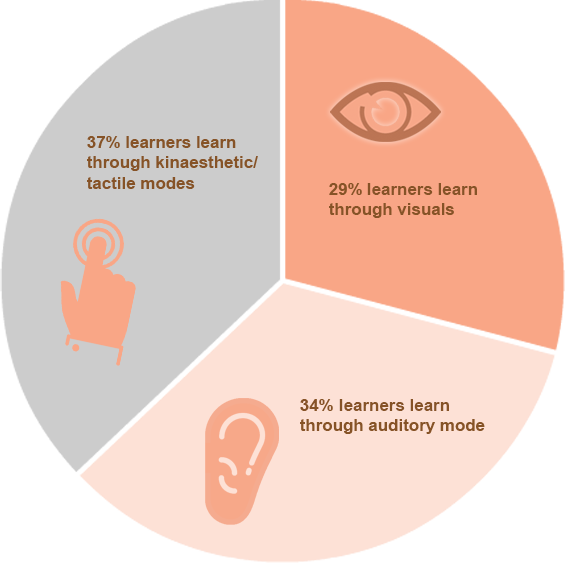 37% learners learn
through kinaesthetic/
tactile modes
29% learners learn
through visuals
34% learners learn
through auditory mode